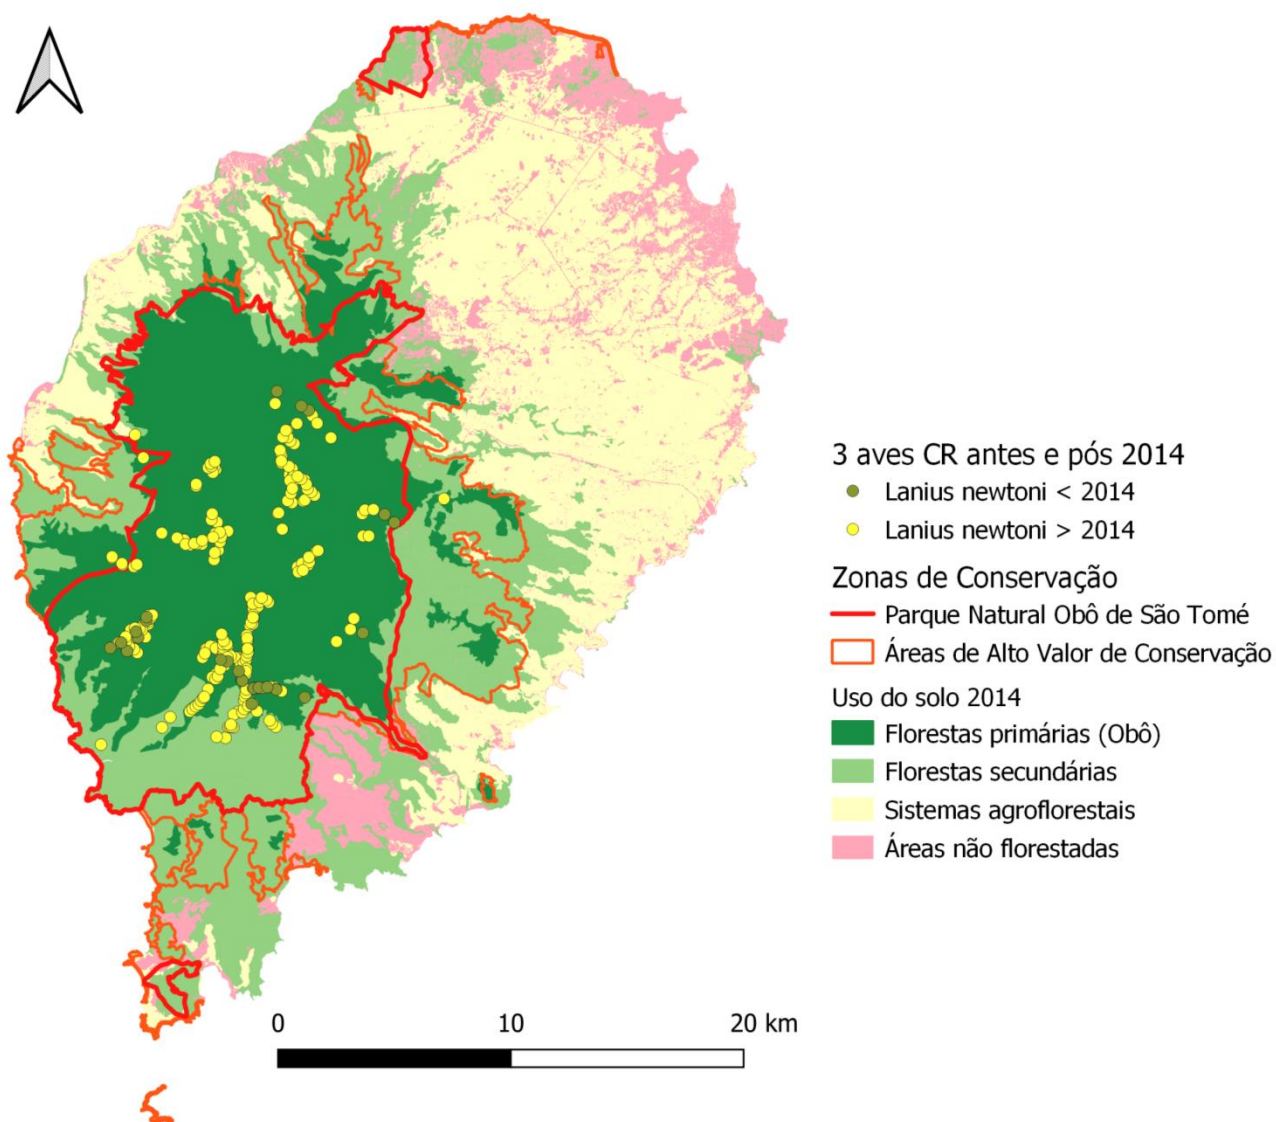 3 aves CR antes e pós 2014
Lanius newtoni < 2014
Lanius newtoni > 2014
Zonas de Conservação
Parque Natural Obô de São Tomé
Áreas de Alto Valor de Conservação
Uso do solo 2014
Florestas primárias (Obô)
Florestas secundárias
Sistemas agroflorestais
Áreas não florestadas
0 10 20 km